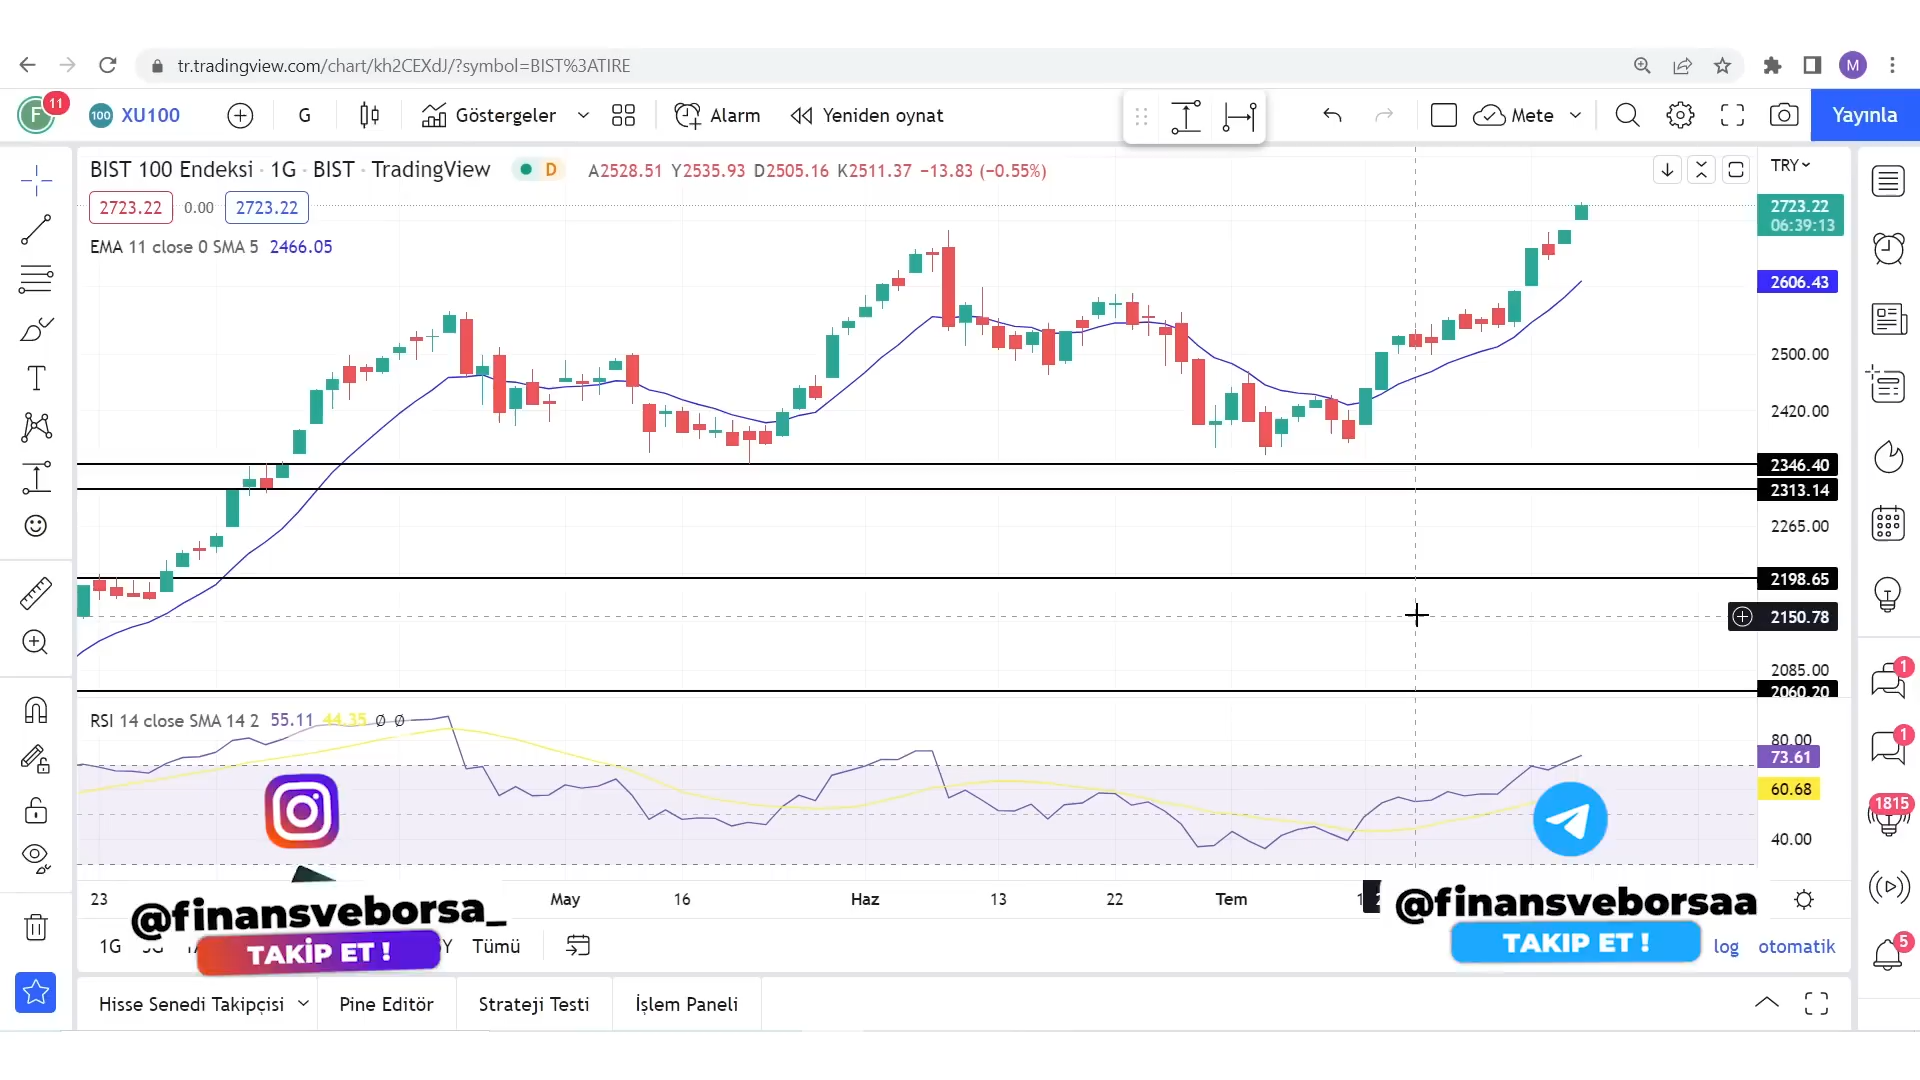 tr.tradingview.com/chart/kh2CEXdJ/?symbol=BIST%3ATIRE
M
F
11
100 XU100
G
Göstergeler
Alarm
Yeniden oynat
Mete
Yayınla
BIST 100 Endeksi · 1G · BIST · TradingView
D
A2528.51 Y2535.93 D2505.16 K2511.37 −13.83 (−0.55%)
TRY
2723.22 0.00 2723.22
2723.22
06:39:13
EMA 11 close 0 SMA 5 2466.05
2606.43
2500.00
2420.00
2346.40
2313.14
2265.00
2198.65
2150.78
2085.00
2060.20
RSI 14 close SMA 14 2 55.11 44.35 Ø Ø
80.00
73.61
60.68
40.00
1
1
1815
5
23
May
16
Haz
13
22
Tem
@finansveborsa_
TAKİP ET !
@finansveborsaa
TAKIP ET !
1G
Tümü
log
otomatik
Hisse Senedi Takipçisi
Pine Editör
Strateji Testi
İşlem Paneli